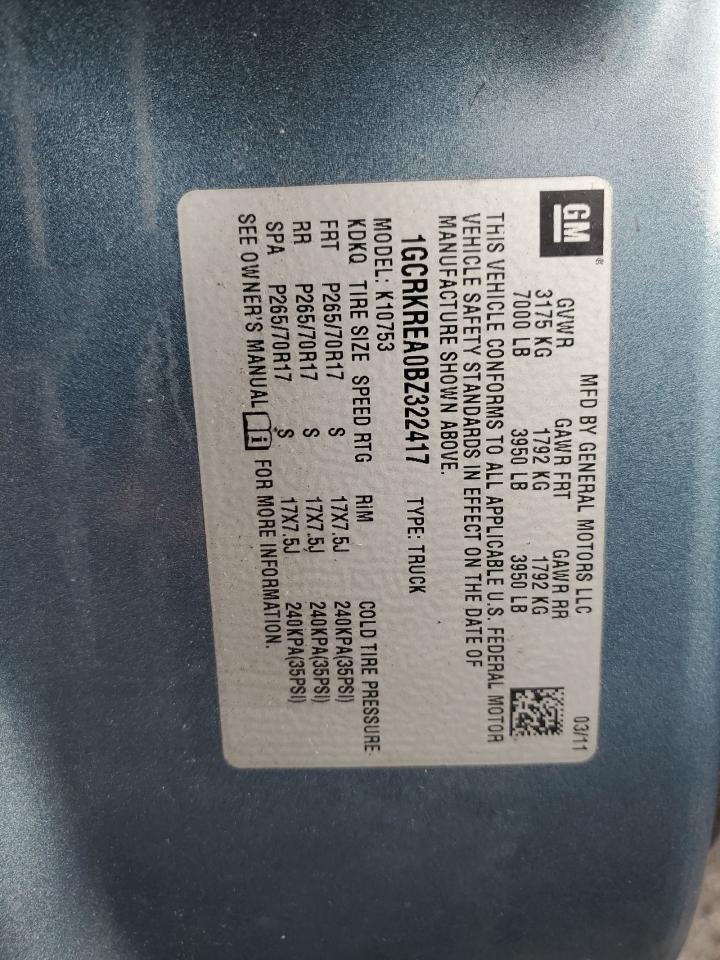 GM®
MFD BY GENERAL MOTORS LLC 03/11
GVWR GAWR FRT GAWR RR
3175 KG 1792 KG 1792 KG
7000 LB 3950 LB 3950 LB
THIS VEHICLE CONFORMS TO ALL APPLICABLE U.S. FEDERAL MOTOR
VEHICLE SAFETY STANDARDS IN EFFECT ON THE DATE OF
MANUFACTURE SHOWN ABOVE.
1GCRKREA0BZ322417 TYPE: TRUCK
MODEL: K10753
KDKQ TIRE SIZE SPEED RTG RIM COLD TIRE PRESSURE
FRT P265/70R17 S 17X7.5J 240KPA(35PSI)
RR P265/70R17 S 17X7.5J 240KPA(35PSI)
SPA P265/70R17 S 17X7.5J 240KPA(35PSI)
SEE OWNER'S MANUAL i FOR MORE INFORMATION.